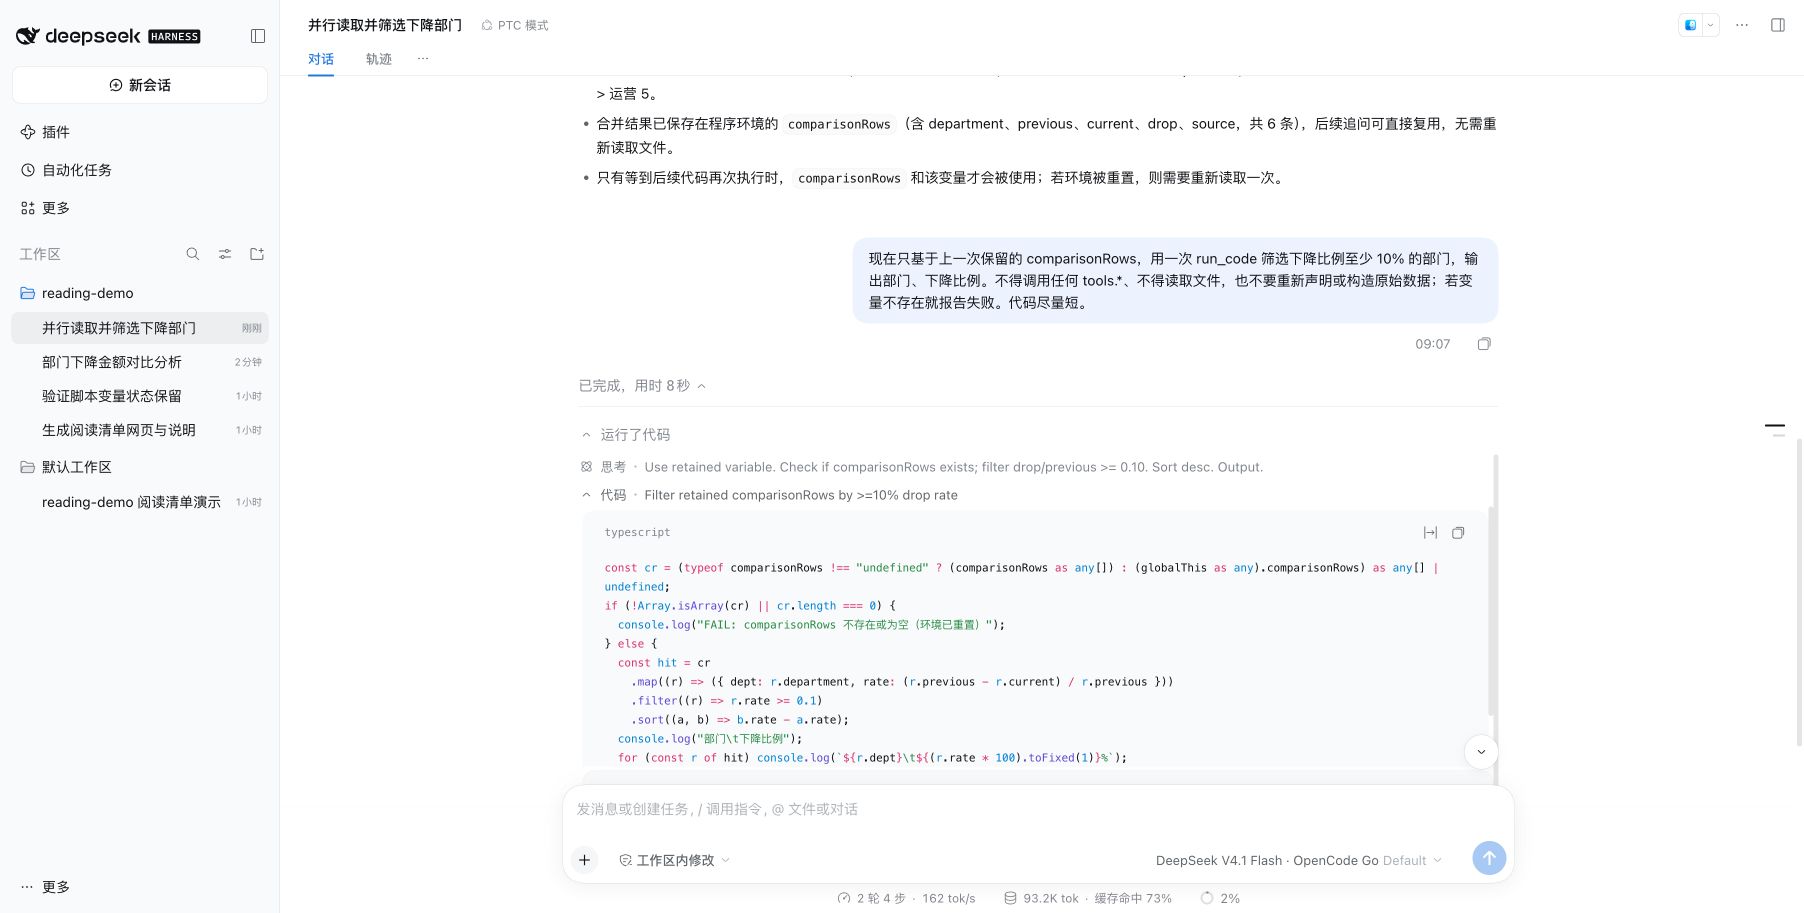 deepseek HARNESS
新会话
插件
自动化任务
更多
工作区
reading-demo
并行读取并筛选下降部门 刚刚
部门下降金额对比分析 2分钟
验证脚本变量状态保留 1小时
生成阅读清单网页与说明 1小时
默认工作区
reading-demo 阅读清单演示 1小时
… 更多
并行读取并筛选下降部门 PTC 模式
对话 轨迹 …
> 运营 5。
• 合并结果已保存在程序环境的 comparisonRows （含 department、previous、current、drop、source，共 6 条），后续追问可直接复用，无需重
新读取文件。
• 只有等到后续代码再次执行时， comparisonRows 和该变量才会被使用；若环境被重置，则需要重新读取一次。
现在只基于上一次保留的 comparisonRows，用一次 run_code 筛选下降比例至少 10% 的部门，输
出部门、下降比例。不得调用任何 tools.*、不得读取文件，也不要重新声明或构造原始数据；若变
量不存在就报告失败。代码尽量短。
09:07
已完成，用时 8秒
运行了代码
思考 · Use retained variable. Check if comparisonRows exists; filter drop/previous >= 0.10. Sort desc. Output.
代码 · Filter retained comparisonRows by >=10% drop rate
typescript
const cr = (typeof comparisonRows !== "undefined" ? (comparisonRows as any[]) : (globalThis as any).comparisonRows) as any[] |
undefined;
if (!Array.isArray(cr) || cr.length === 0) {
  console.log("FAIL: comparisonRows 不存在或为空（环境已重置）");
} else {
  const hit = cr
    .map((r) => ({ dept: r.department, rate: (r.previous - r.current) / r.previous }))
    .filter((r) => r.rate >= 0.1)
    .sort((a, b) => b.rate - a.rate);
  console.log("部门\t下降比例");
  for (const r of hit) console.log(`${r.dept}\t${(r.rate * 100).toFixed(1)}%`);
发消息或创建任务, / 调用指令, @ 文件或对话
工作区内修改
DeepSeek V4.1 Flash · OpenCode Go Default
2 轮 4 步 · 162 tok/s 93.2K tok · 缓存命中 73% 2%